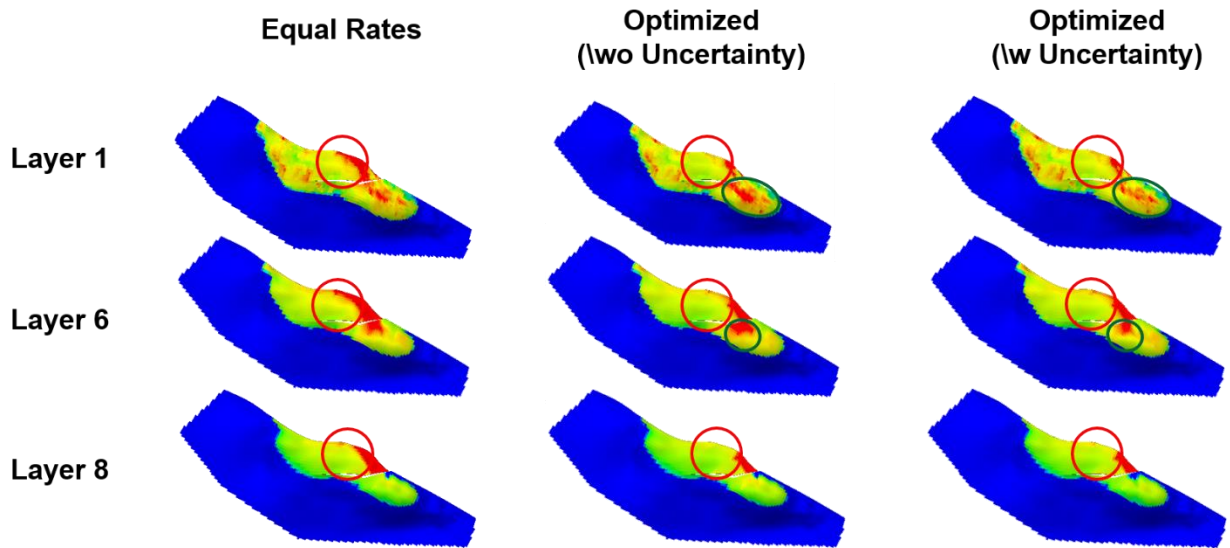 Equal Rates
Optimized
(\wo Uncertainty)
Optimized
(\w Uncertainty)
Layer 1
Layer 6
Layer 8